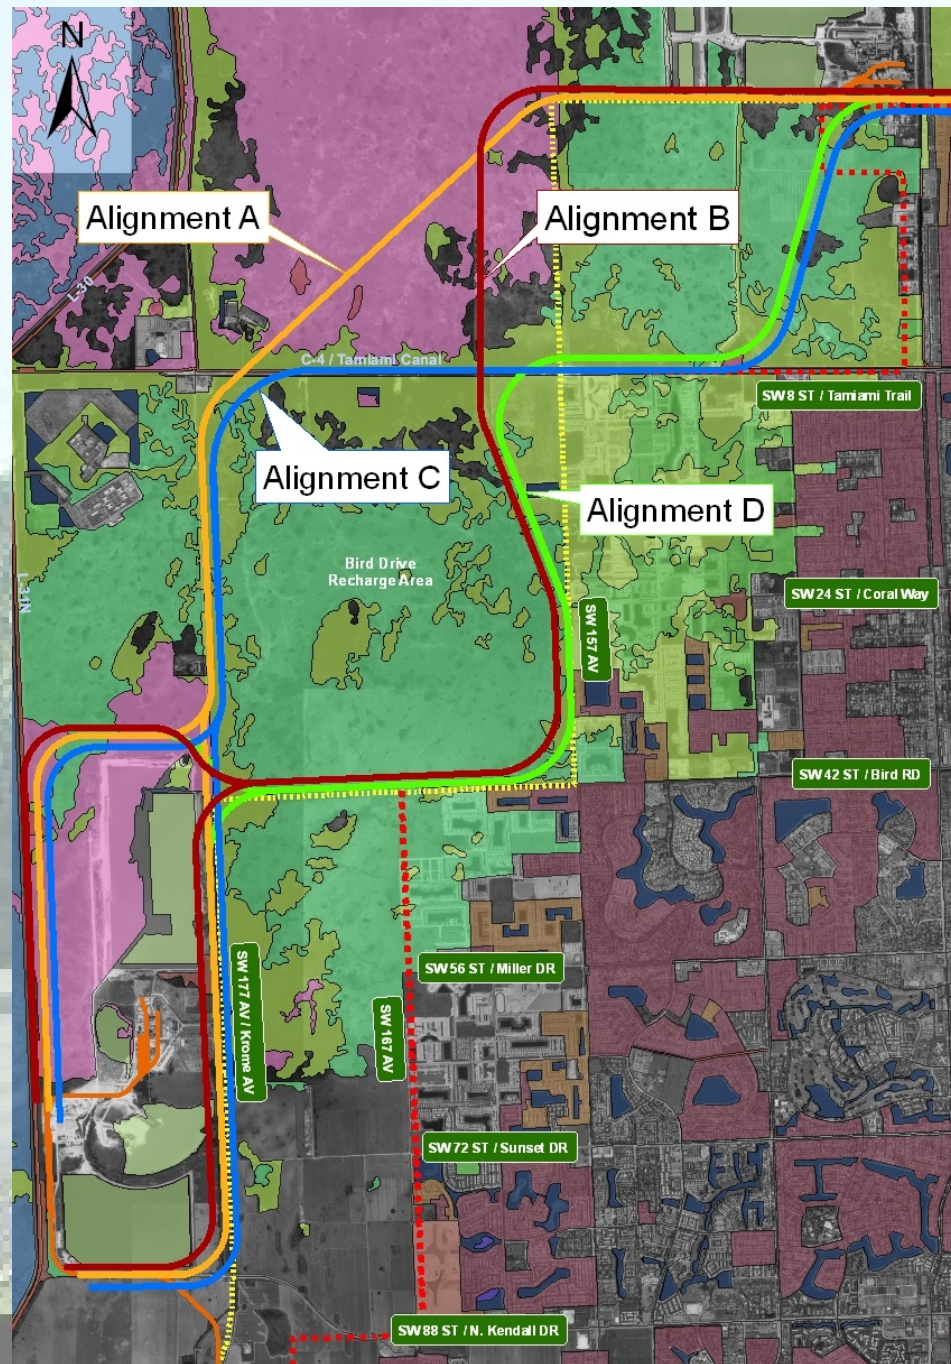 N
Alignment A
Alignment B
L-30
C-4 / Tamiami Canal
SW 8 ST / Tamiami Trail
Alignment C
Alignment D
Bird Drive
Recharge Area
L-31N
SW 24 ST / Coral Way
SW 157 AV
SW 42 ST / Bird RD
SW 56 ST / Miller DR
SW 177 AV / Krome AV
SW 167 AV
SW 72 ST / Sunset DR
SW 88 ST / N. Kendall DR